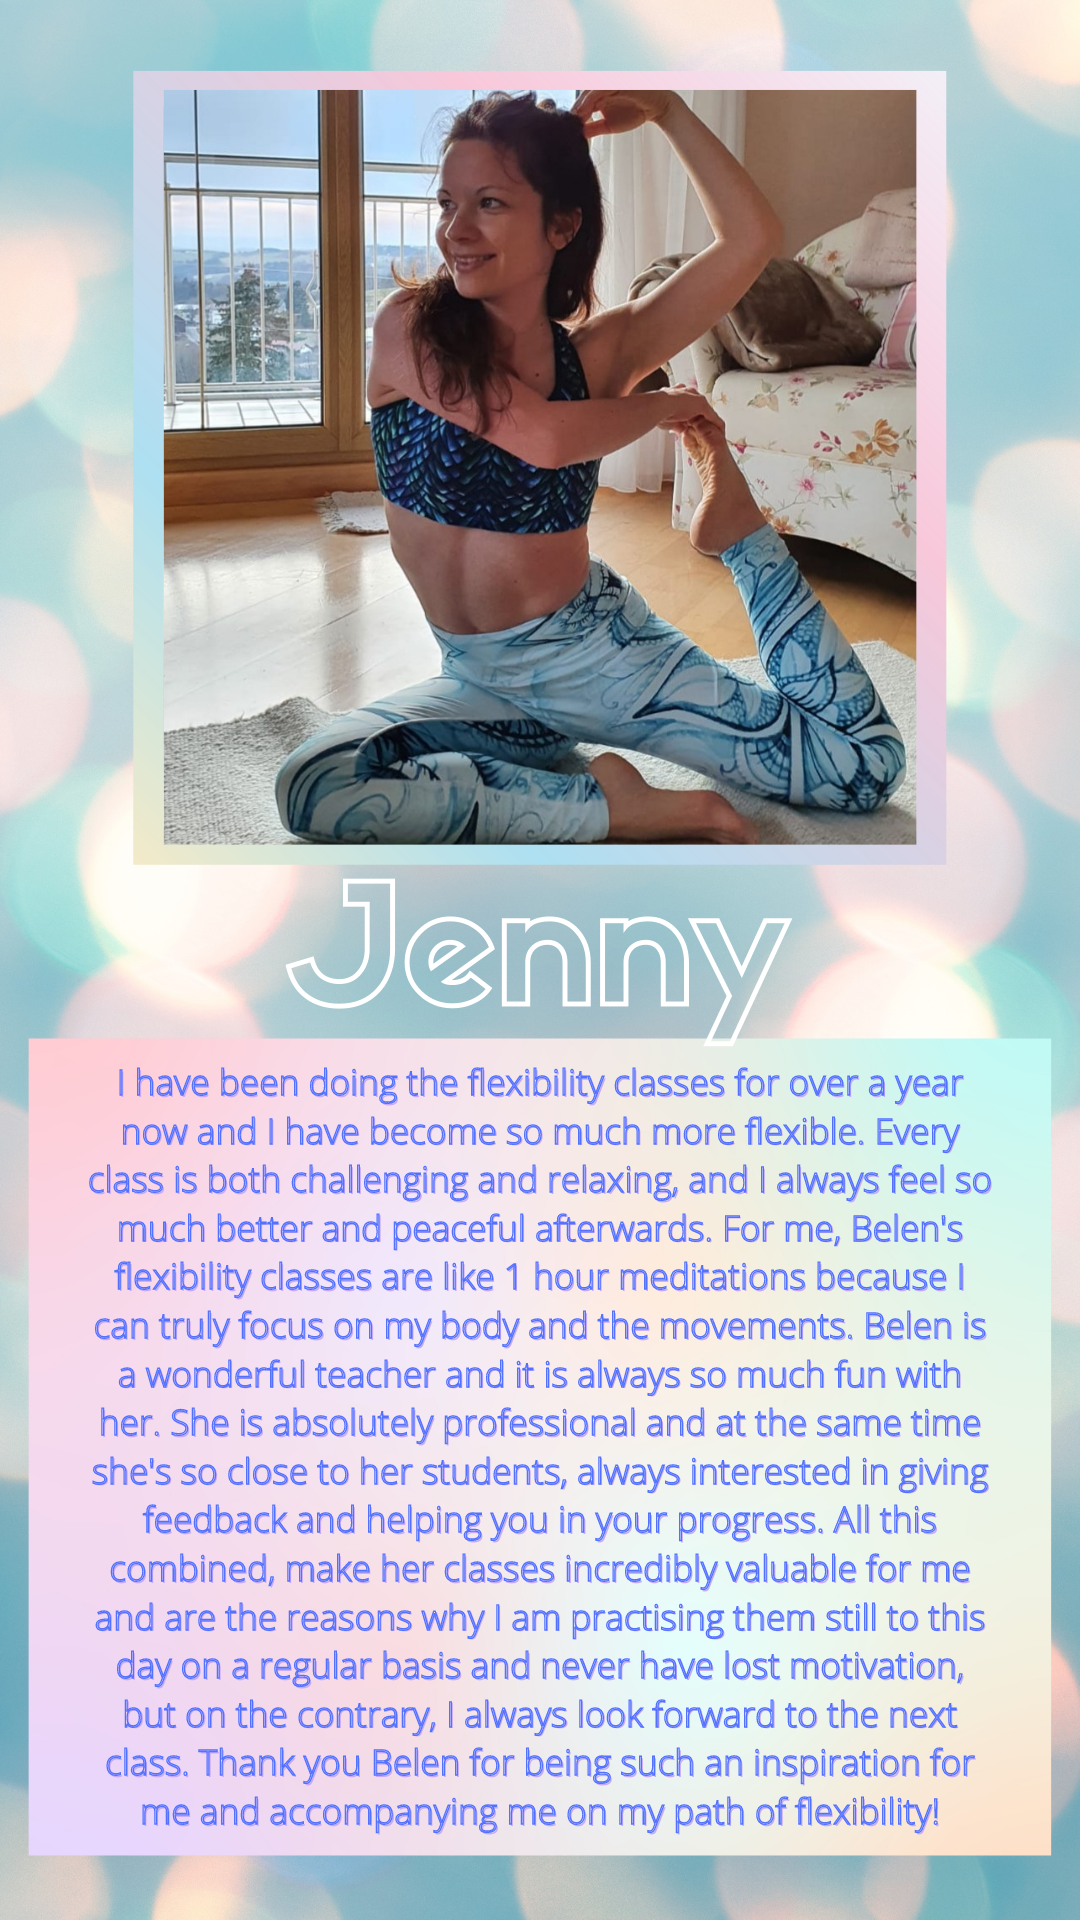 Jenny
I have been doing the flexibility classes for over a year
now and I have become so much more flexible. Every
class is both challenging and relaxing, and I always feel so
much better and peaceful afterwards. For me, Belen's
flexibility classes are like 1 hour meditations because I
can truly focus on my body and the movements. Belen is
a wonderful teacher and it is always so much fun with
her. She is absolutely professional and at the same time
she's so close to her students, always interested in giving
feedback and helping you in your progress. All this
combined, make her classes incredibly valuable for me
and are the reasons why I am practising them still to this
day on a regular basis and never have lost motivation,
but on the contrary, I always look forward to the next
class. Thank you Belen for being such an inspiration for
me and accompanying me on my path of flexibility!